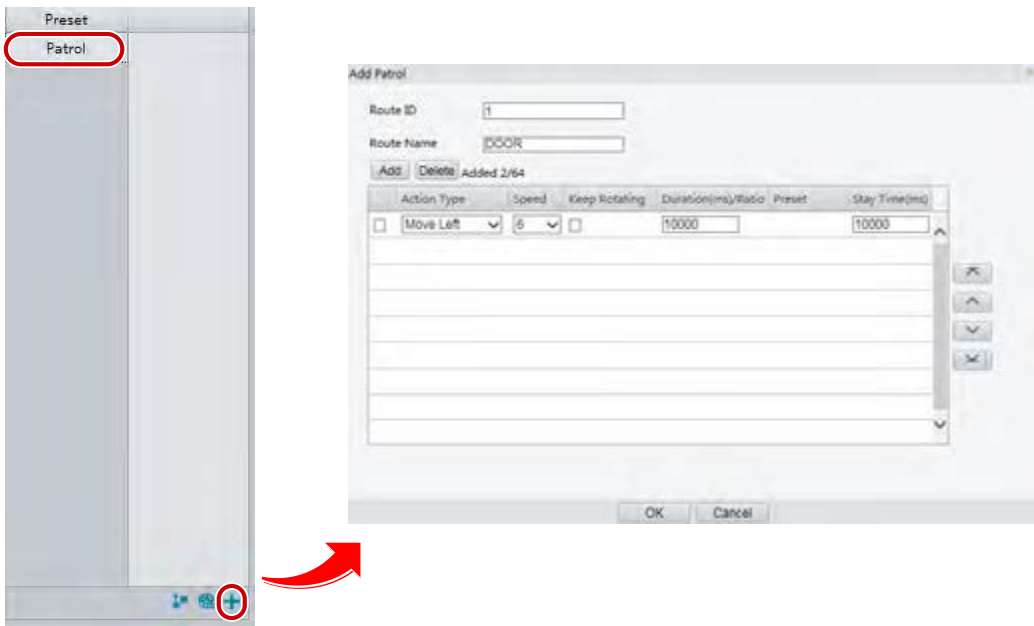 Preset
Patrol
Add Patrol
Route ID 1
Route Name DOOR
Add Delete Added 2/64
Action Type Speed Keep Rotating Duration(ms)/Ratio Preset Stay Time(ms)
Move Left 6 10000 10000
OK Cancel